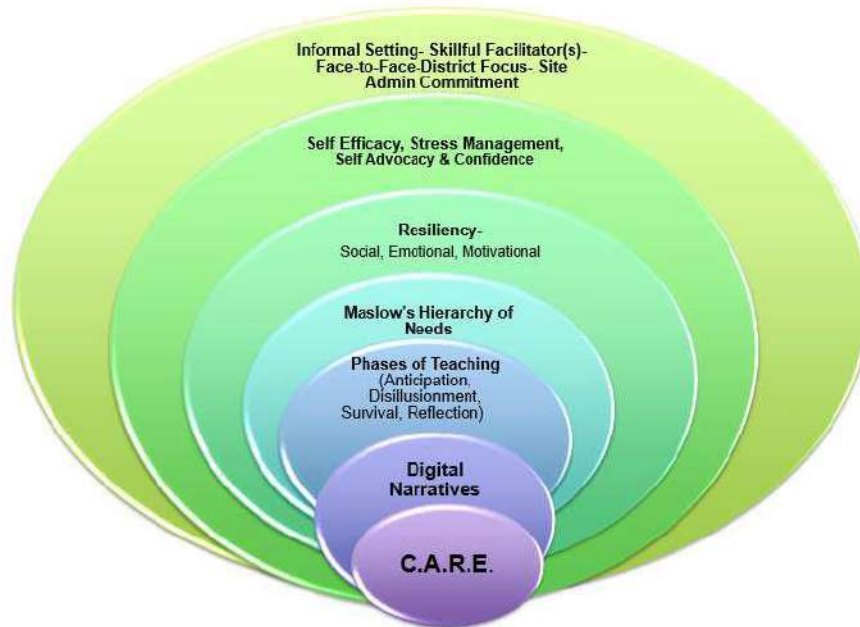 Informal Setting- Skillful Facilitator(s)-
Face-to-Face-District Focus- Site
Admin Commitment
Self Efficacy, Stress Management,
Self Advocacy & Confidence
Resiliency-
Social, Emotional, Motivational
Maslow's Hierarchy of
Needs
Phases of Teaching
(Anticipation,
Disillusionment,
Survival, Reflection)
Digital
Narratives
C.A.R.E.